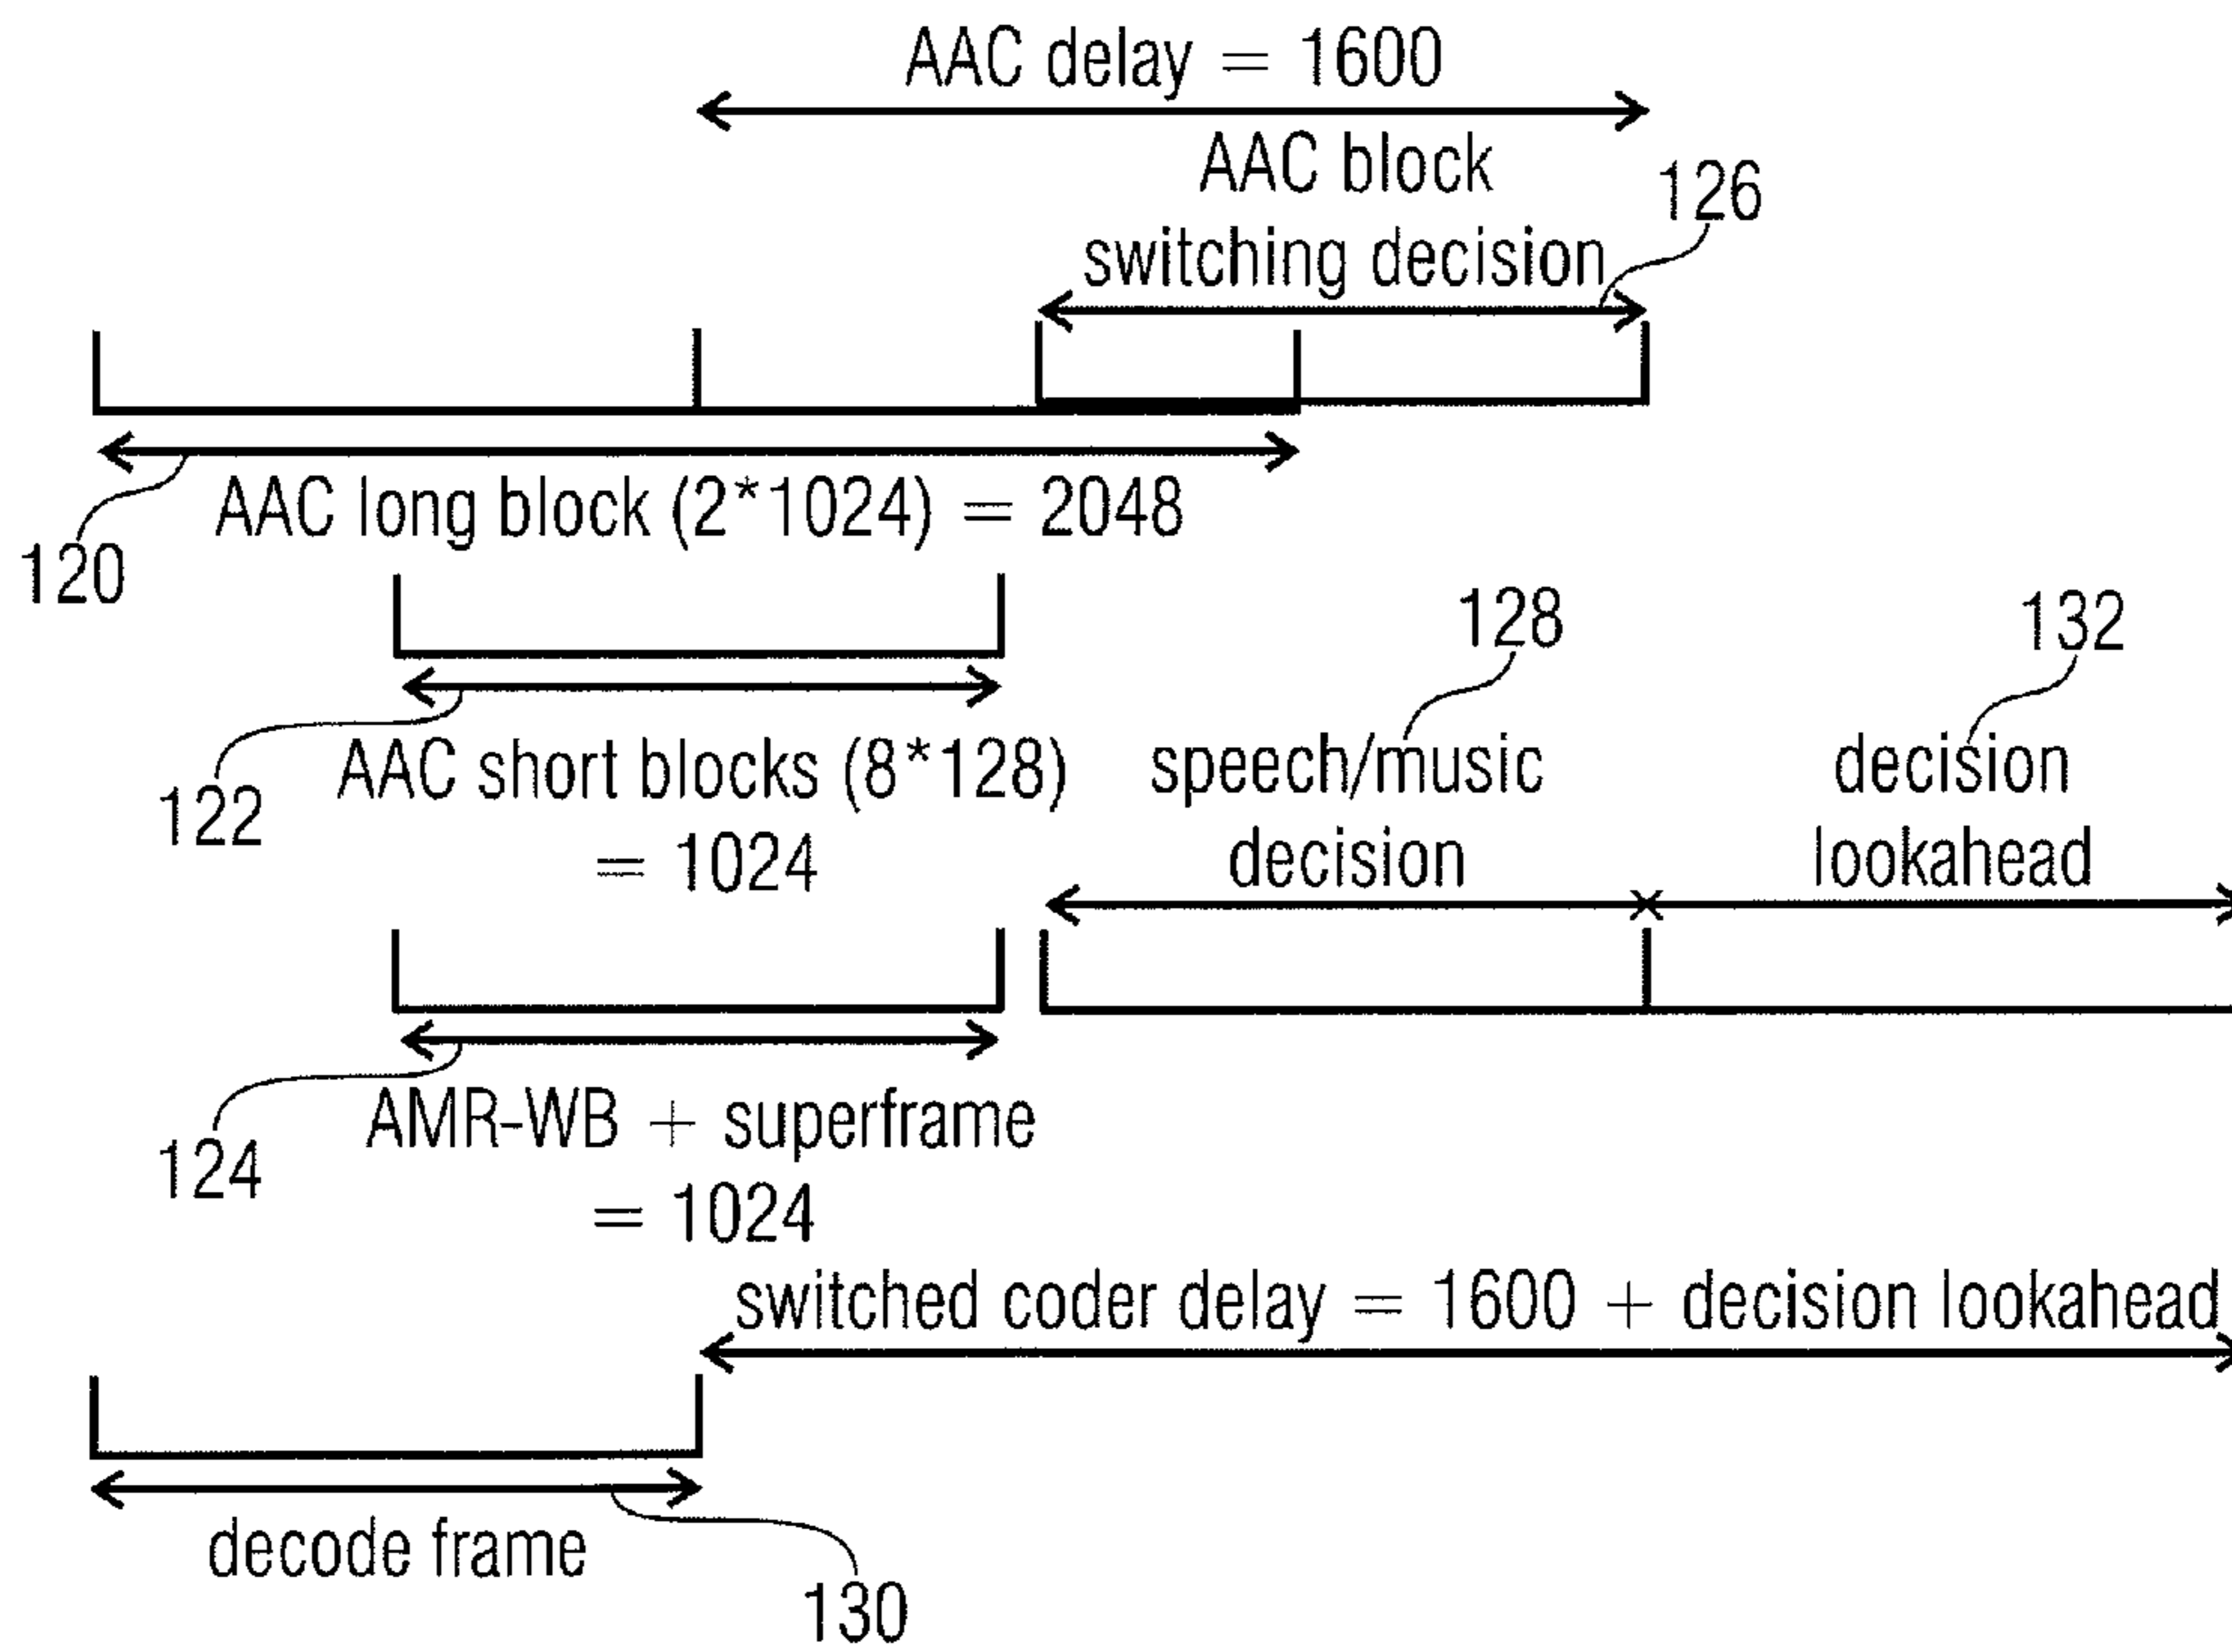 AAC delay = 1600
AAC block
switching decision
126
AAC long block (2*1024) = 2048
120
128
132
AAC short blocks (8*128)
= 1024
122
speech/music
decision
decision
lookahead
AMR-WB + superframe
= 1024
124
switched coder delay = 1600 + decision lookahead
decode frame
130